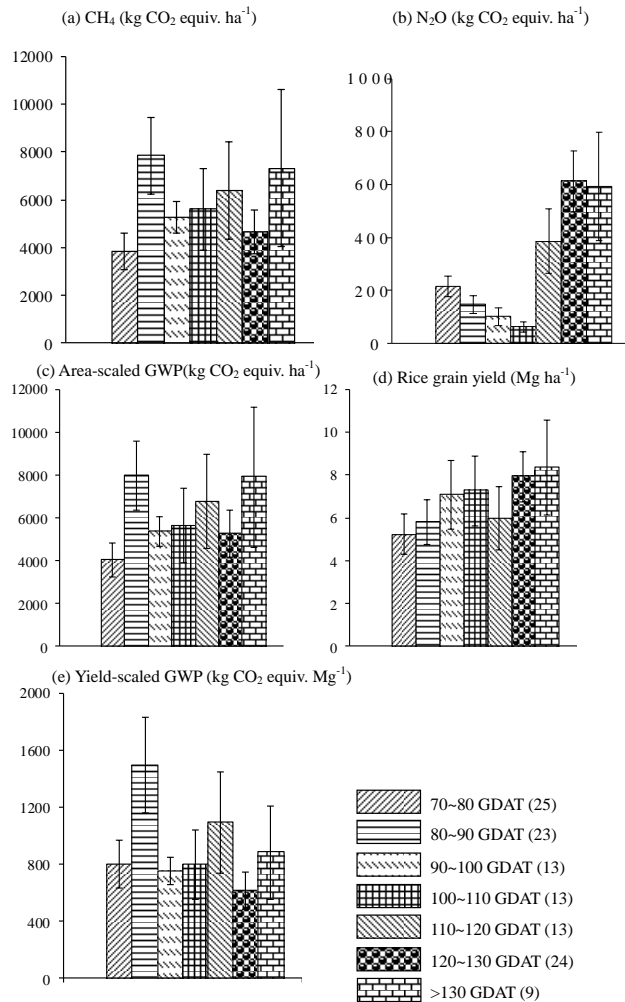 (a) CH₄ (kg CO₂ equiv. ha⁻¹)
12000
10000
8000
6000
4000
2000
0
(b) N₂O (kg CO₂ equiv. ha⁻¹)
1000
800
600
400
200
0
(c) Area-scaled GWP(kg CO₂ equiv. ha⁻¹)
12000
10000
8000
6000
4000
2000
0
(d) Rice grain yield (Mg ha⁻¹)
12
10
8
6
4
2
0
(e) Yield-scaled GWP (kg CO₂ equiv. Mg⁻¹)
2000
1600
1200
800
400
0
70~80 GDAT (25)
80~90 GDAT (23)
90~100 GDAT (13)
100~110 GDAT (13)
110~120 GDAT (13)
120~130 GDAT (24)
>130 GDAT (9)